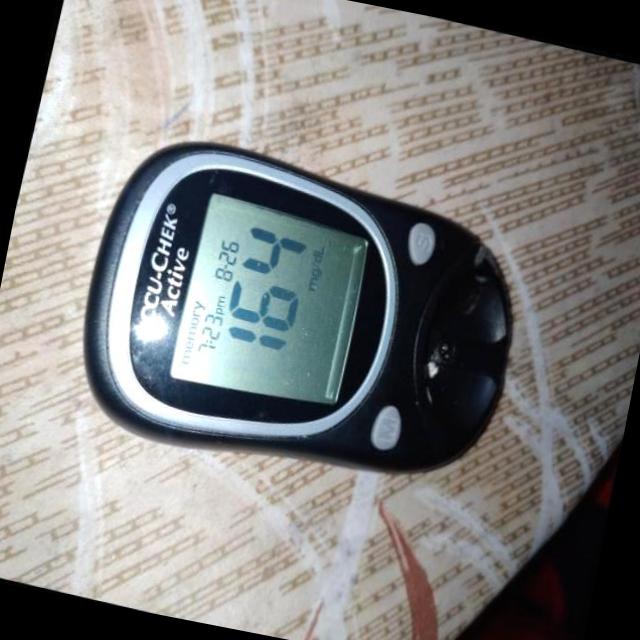 ACCU-CHEK®
Active
memory
7:23pm 8-26
164
mg/dL
S
M